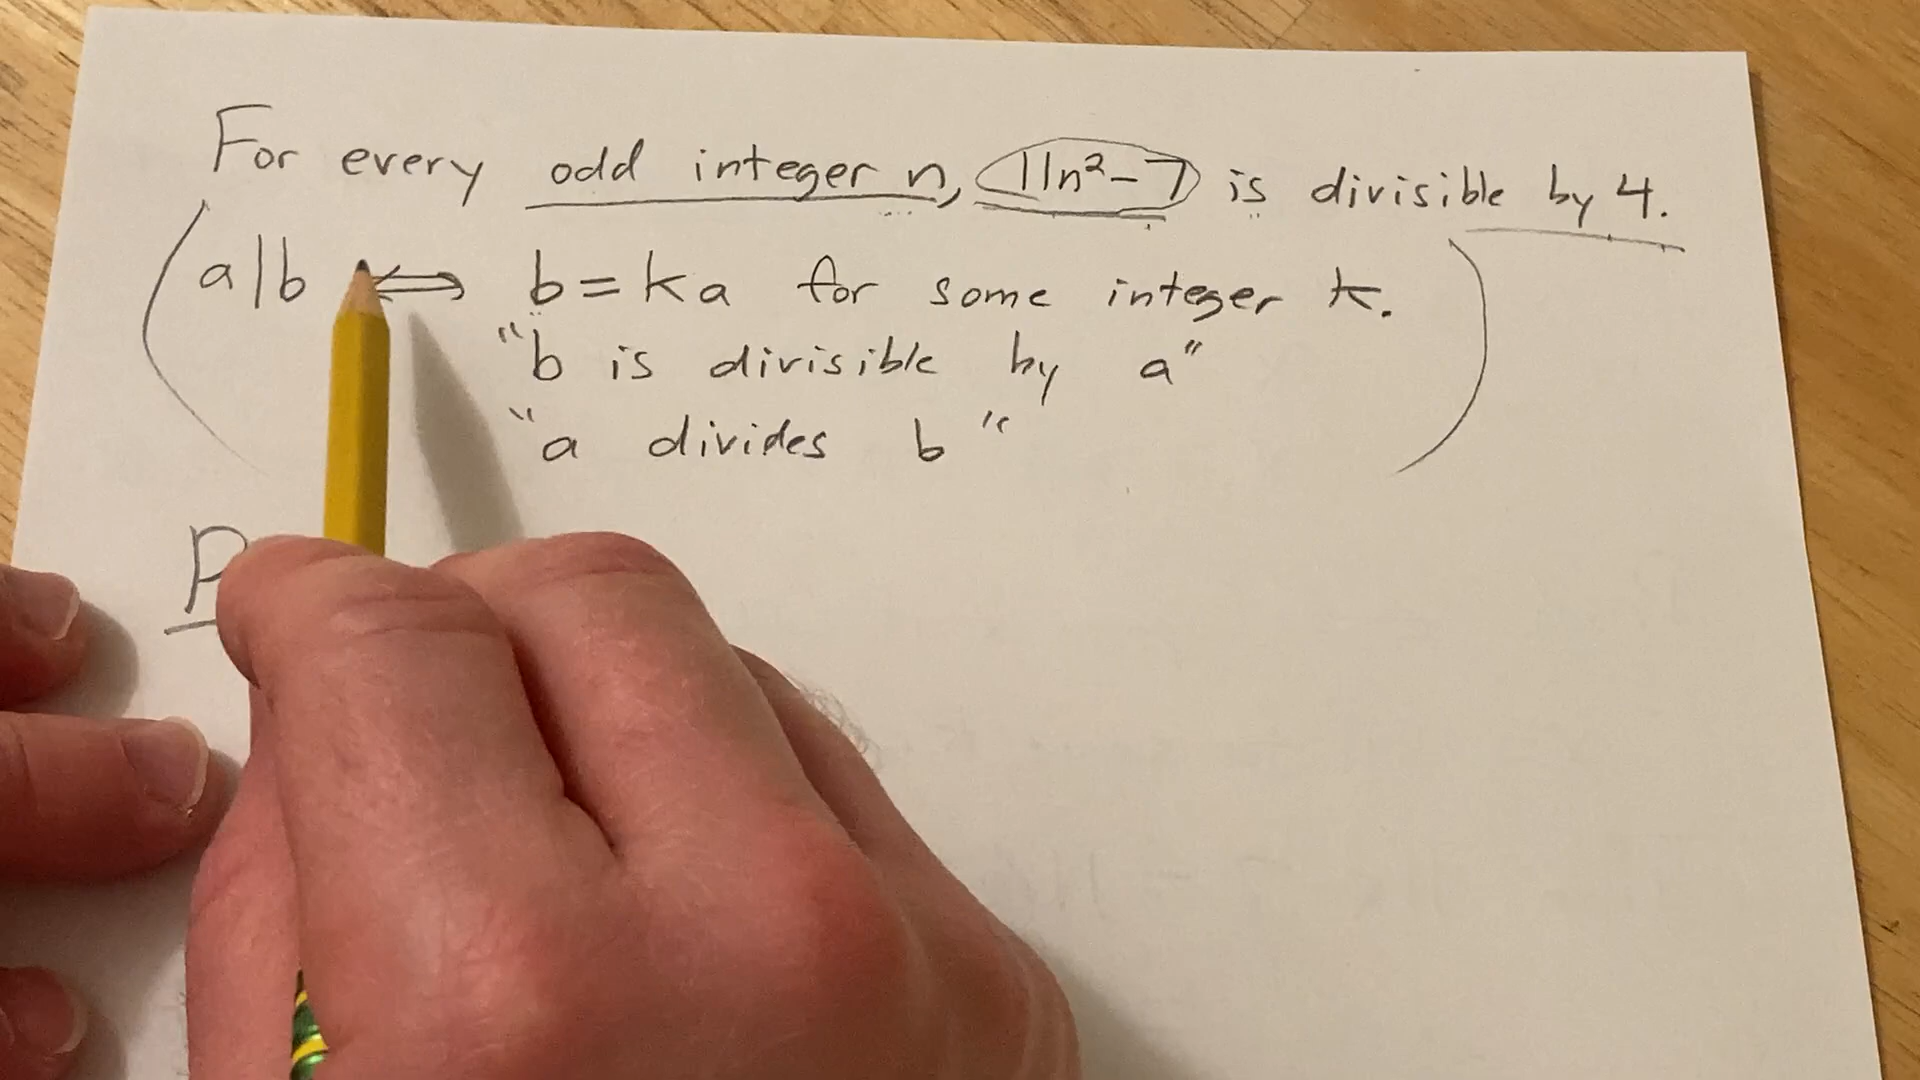 For every odd integer n, 11n²-7 is divisible by 4.
a|b ⟺ b=ka for some integer k.
"b is divisible by a"
"a divides b"